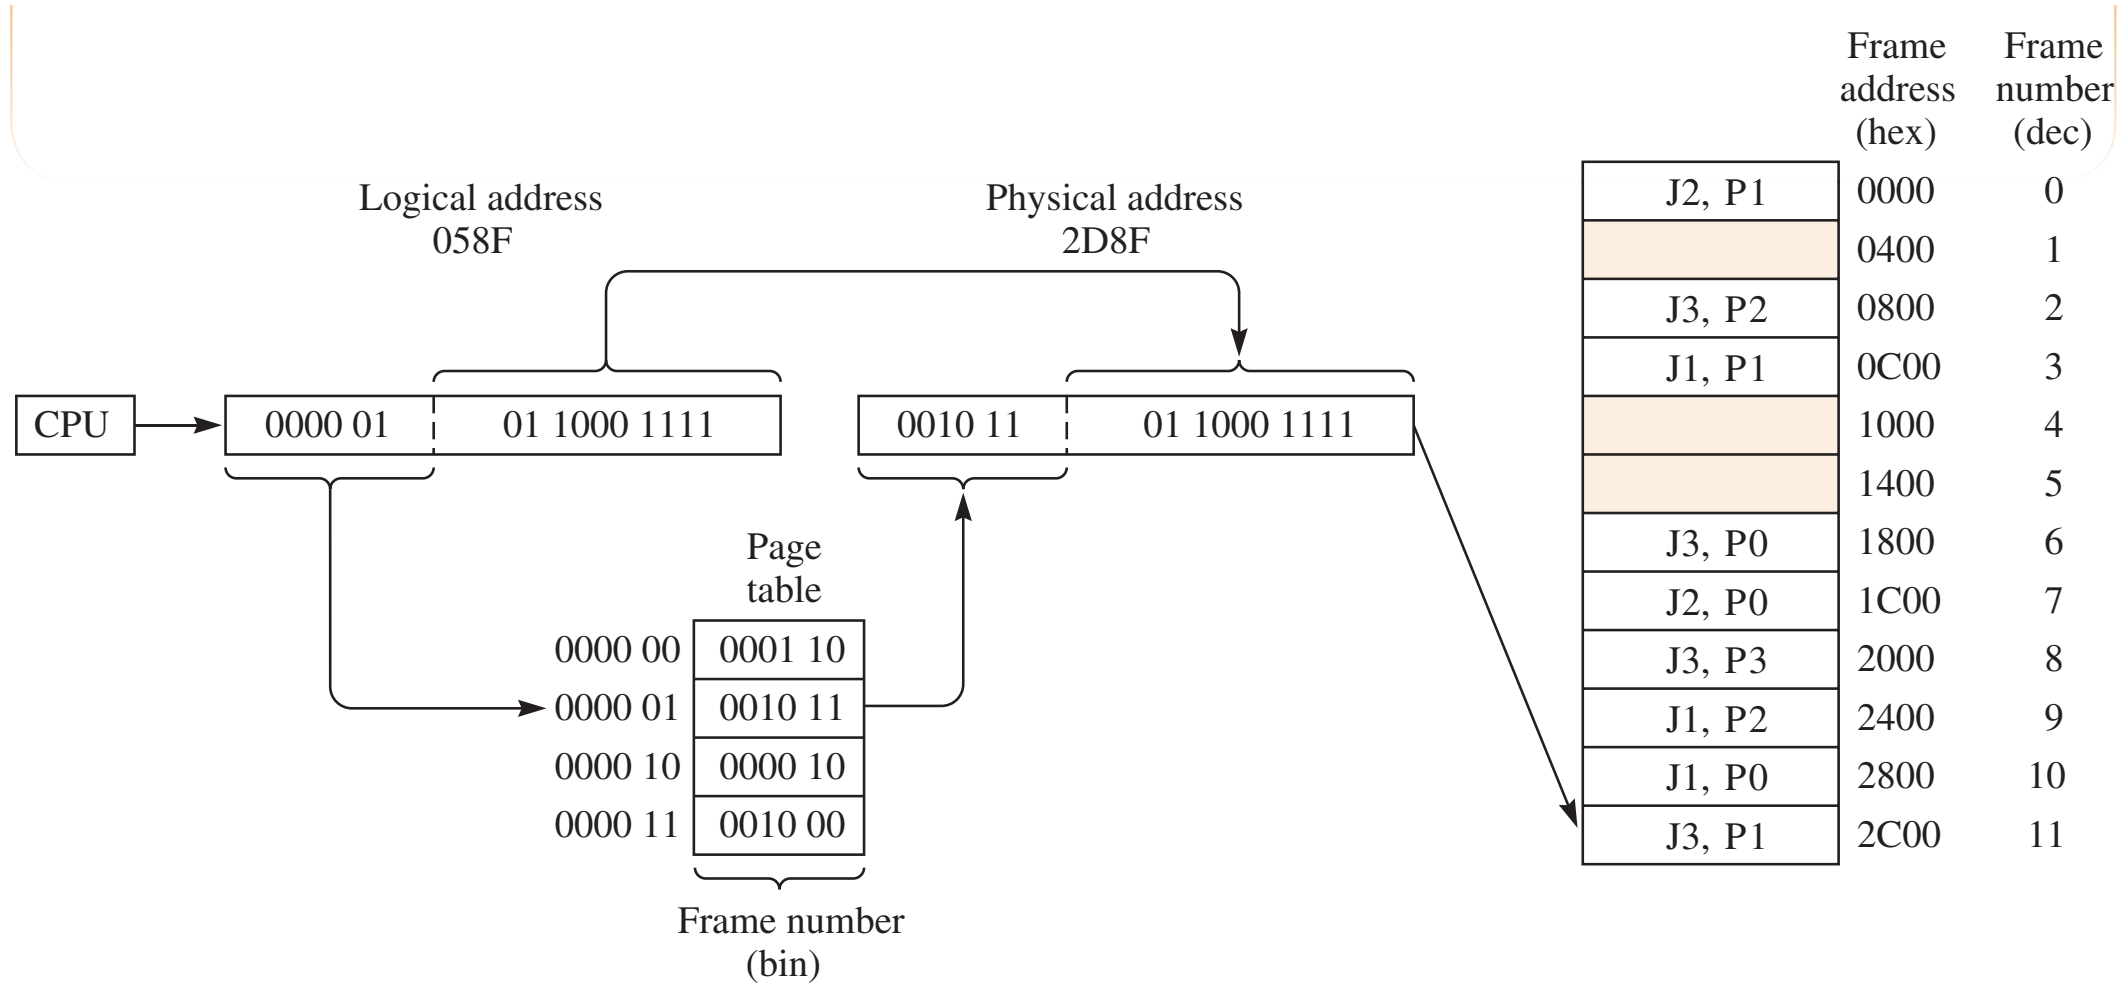 Frame Frame
address number
(hex) (dec)
Logical address
058F
Physical address
2D8F
CPU
0000 01 01 1000 1111
0010 11 01 1000 1111
Page
table
0000 00 0001 10
0000 01 0010 11
0000 10 0000 10
0000 11 0010 00
Frame number
(bin)
J2, P1 0000 0
0400 1
J3, P2 0800 2
J1, P1 0C00 3
1000 4
1400 5
J3, P0 1800 6
J2, P0 1C00 7
J3, P3 2000 8
J1, P2 2400 9
J1, P0 2800 10
J3, P1 2C00 11